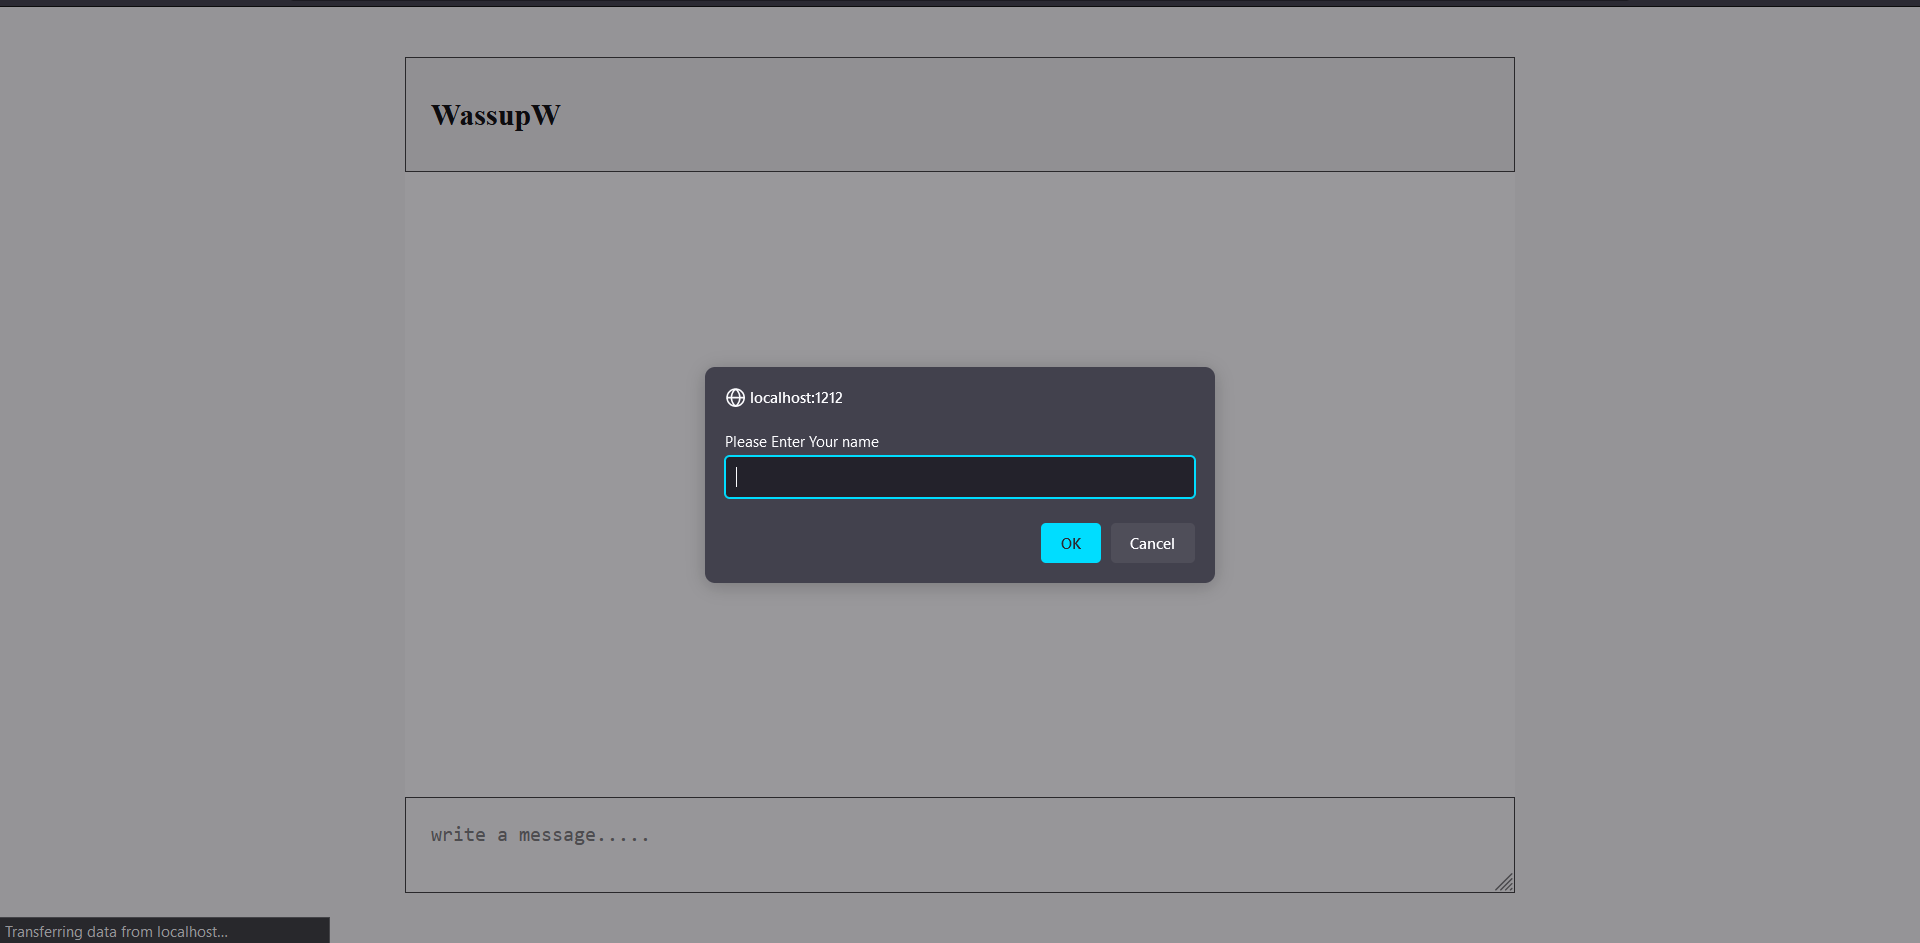 WassupW
localhost:1212
Please Enter Your name
OK Cancel
write a message.....
Transferring data from localhost...